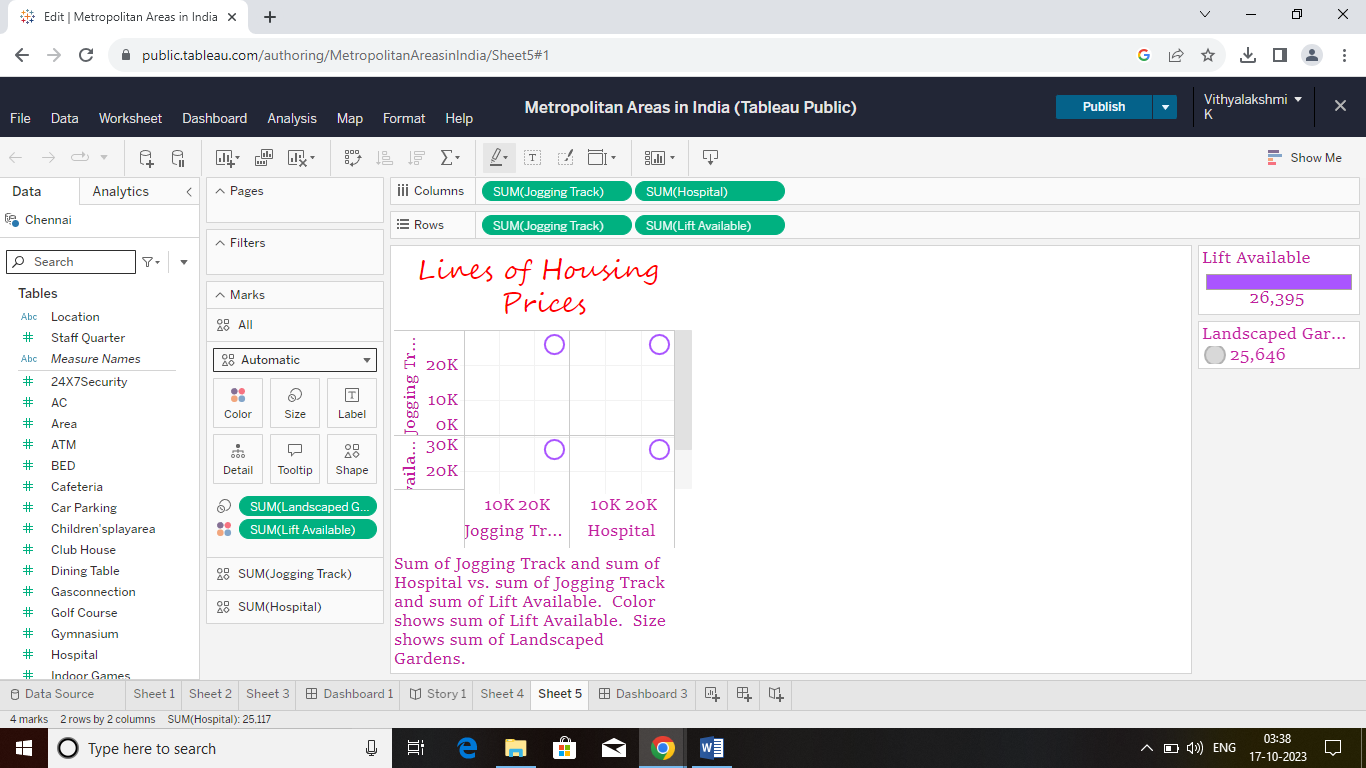 Edit | Metropolitan Areas in India
public.tableau.com/authoring/MetropolitanAreasinIndia/Sheet5#1
Metropolitan Areas in India (Tableau Public)
Publish
Vithyalakshmi
K
File Data Worksheet Dashboard Analysis Map Format Help
Show Me
Data Analytics
Chennai
Search
Tables
Abc Location
Staff Quarter
Abc Measure Names
24X7Security
AC
Area
ATM
BED
Cafeteria
Car Parking
Children'splayarea
Club House
Dining Table
Gasconnection
Golf Course
Gymnasium
Hospital
Indoor Games
Pages
Filters
Marks
All
Automatic
Color Size Label
Detail Tooltip Shape
SUM(Landscaped G...
SUM(Lift Available)
SUM(Jogging Track)
SUM(Hospital)
Columns SUM(Jogging Track) SUM(Hospital)
Rows SUM(Jogging Track) SUM(Lift Available)
Lines of Housing
Prices
Jogging Tr...
20K
10K
0K
30K
20K
10K 20K 10K 20K
Jogging Tr... Hospital
Sum of Jogging Track and sum of
Hospital vs. sum of Jogging Track
and sum of Lift Available. Color
shows sum of Lift Available. Size
shows sum of Landscaped
Gardens.
Lift Available
26,395
Landscaped Gar...
25,646
Data Source Sheet 1 Sheet 2 Sheet 3 Dashboard 1 Story 1 Sheet 4 Sheet 5 Dashboard 3
4 marks 2 rows by 2 columns SUM(Hospital): 25,117
Type here to search
ENG
03:38
17-10-2023